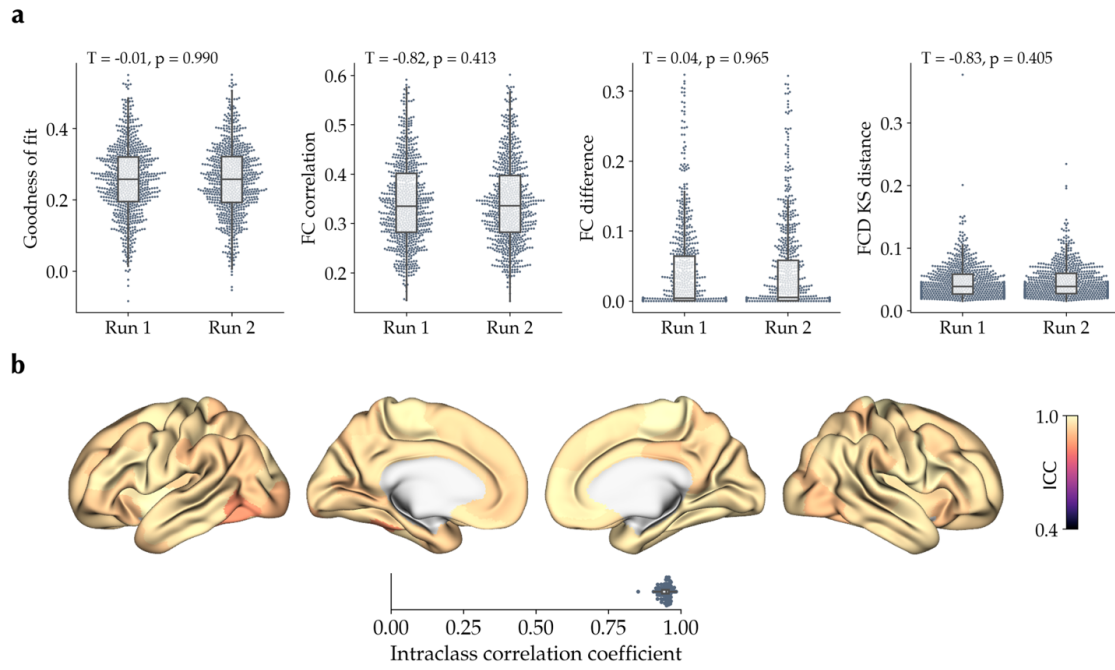 a
T = -0.01, p = 0.990
T = -0.82, p = 0.413
T = 0.04, p = 0.965
T = -0.83, p = 0.405
Goodness of fit
0.4
0.2
0.0
Run 1
Run 2
FC correlation
0.6
0.5
0.4
0.3
0.2
Run 1
Run 2
FC difference
0.3
0.2
0.1
0.0
Run 1
Run 2
FCD KS distance
0.3
0.2
0.1
0.0
Run 1
Run 2
b
1.0
ICC
0.4
0.00 0.25 0.50 0.75 1.00
Intraclass correlation coefficient